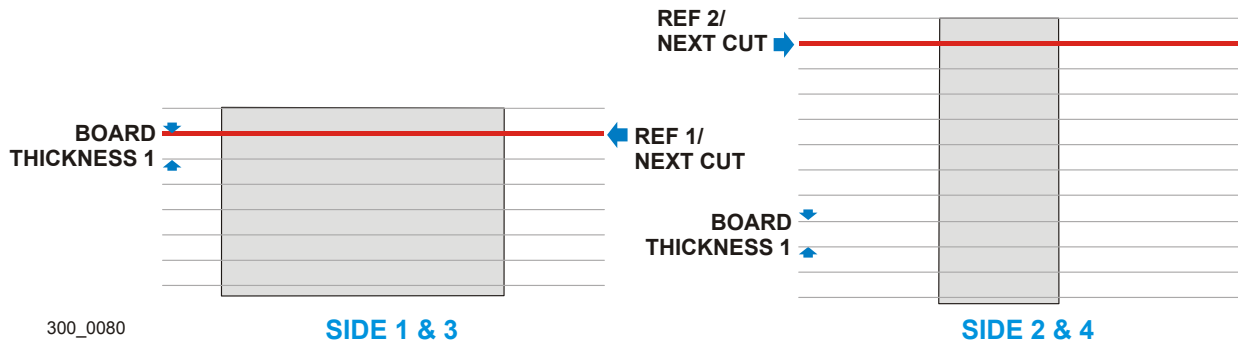 BOARD
THICKNESS 1
REF 1/
NEXT CUT
300_0080
SIDE 1 & 3
REF 2/
NEXT CUT
BOARD
THICKNESS 1
SIDE 2 & 4